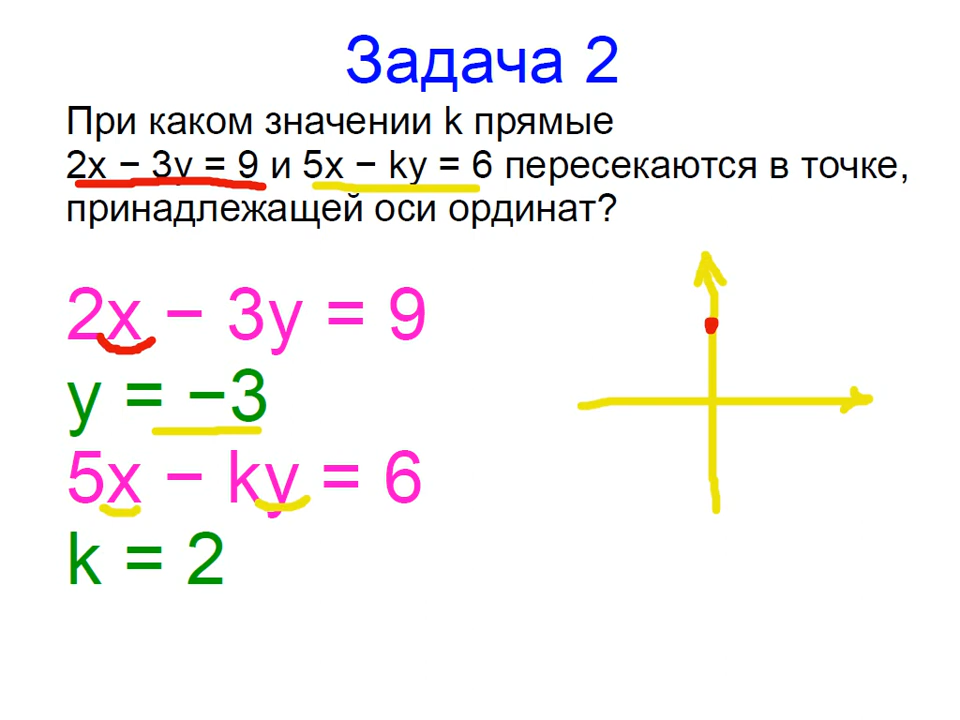 Задача 2
При каком значении k прямые
2x − 3y = 9 и 5x − ky = 6 пересекаются в точке,
принадлежащей оси ординат?
2x − 3y = 9
y = −3
5x − ky = 6
k = 2